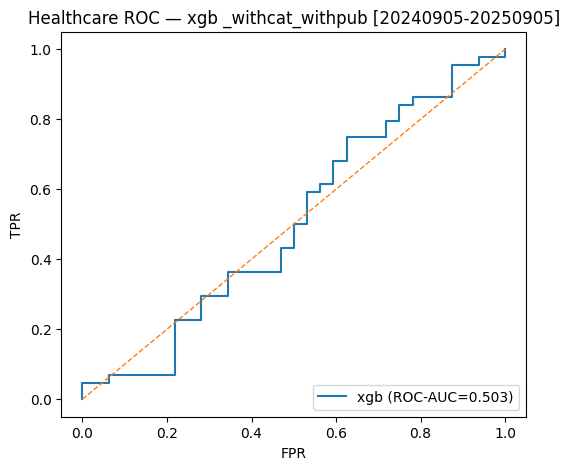 Healthcare ROC — xgb _withcat_withpub [20240905-20250905]
1.0
0.8
0.6
0.4
0.2
0.0
TPR
xgb (ROC-AUC=0.503)
0.0 0.2 0.4 0.6 0.8 1.0
FPR